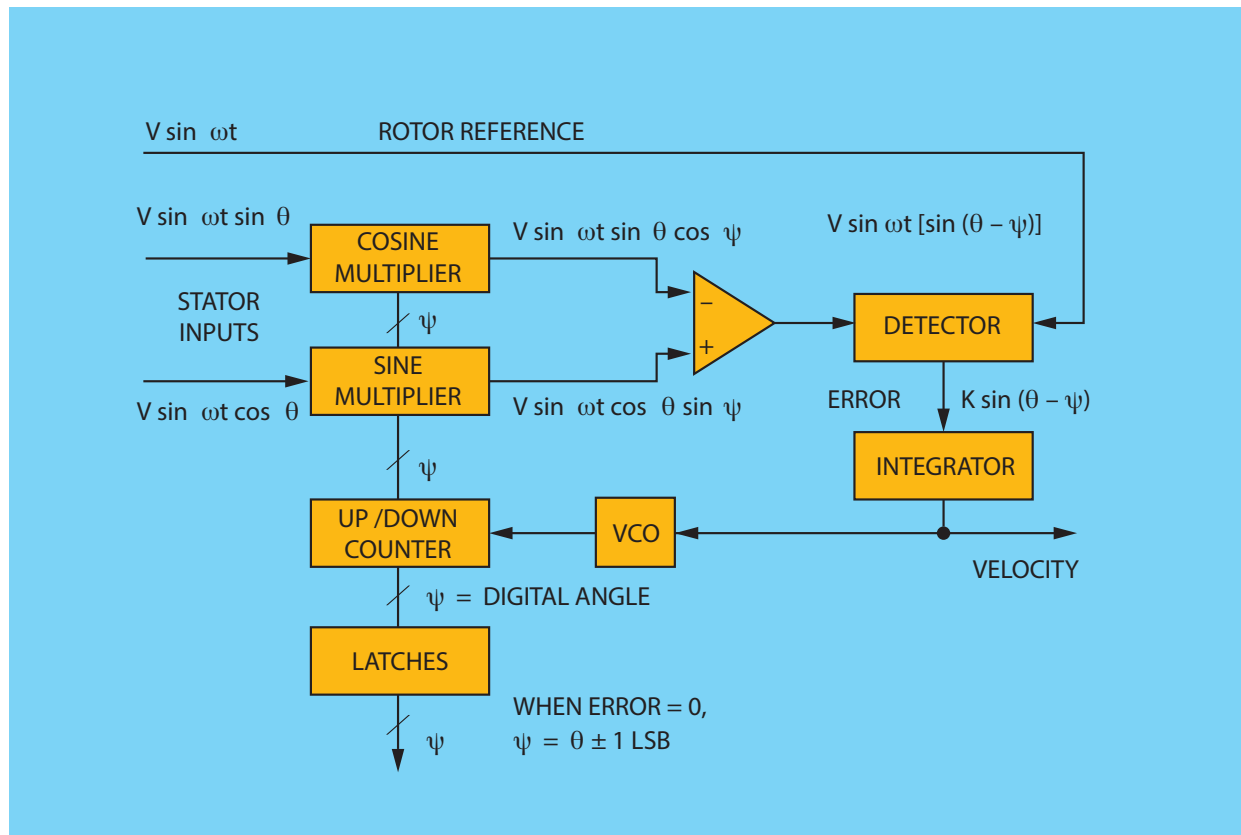 V sin ωt
ROTOR REFERENCE
V sin ωt sin θ
COSINE
MULTIPLIER
V sin ωt sin θ cos ψ
V sin ωt [sin (θ – ψ)]
STATOR
INPUTS
ψ
–
+
DETECTOR
SINE
MULTIPLIER
V sin ωt cos θ
V sin ωt cos θ sin ψ
ERROR
K sin (θ – ψ)
ψ
INTEGRATOR
UP /DOWN
COUNTER
VCO
VELOCITY
ψ = DIGITAL ANGLE
LATCHES
WHEN ERROR = 0,
ψ = θ ± 1 LSB
ψ